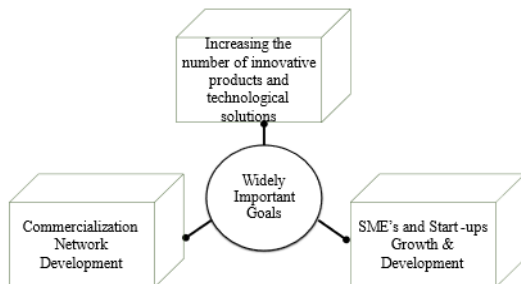 Increasing the
number of innovative
products and
technological
solutions
Widely
Important
Goals
Commercialization
Network
Development
SME's and Start-ups
Growth &
Development